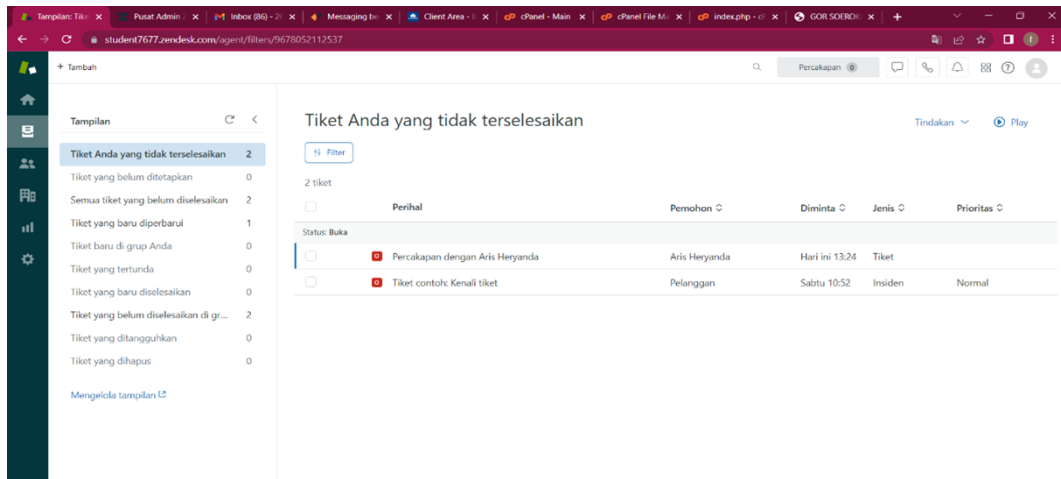 Tampilan: Tike
Pusat Admin Z
Inbox (86) - 20
Messaging be
Client Area -
cPanel - Main
cPanel File Ma
index.php - cP
GOR SOEROK
student7677.zendesk.com/agent/filters/9678052112537
+ Tambah
Percakapan 0
Tampilan
Tiket Anda yang tidak terselesaikan 2
Tiket yang belum ditetapkan 0
Semua tiket yang belum diselesaikan 2
Tiket yang baru diperbarui 1
Tiket baru di grup Anda 0
Tiket yang tertunda 0
Tiket yang baru diselesaikan 0
Tiket yang belum diselesaikan di gr... 2
Tiket yang ditangguhkan 0
Tiket yang dihapus 0
Mengelola tampilan
Tiket Anda yang tidak terselesaikan
Tindakan
Play
Filter
2 tiket
Perihal Pemohon Diminta Jenis Prioritas
Status: Buka
Percakapan dengan Aris Heryanda Aris Heryanda Hari ini 13:24 Tiket
Tiket contoh: Kenali tiket Pelanggan Sabtu 10:52 Insiden Normal